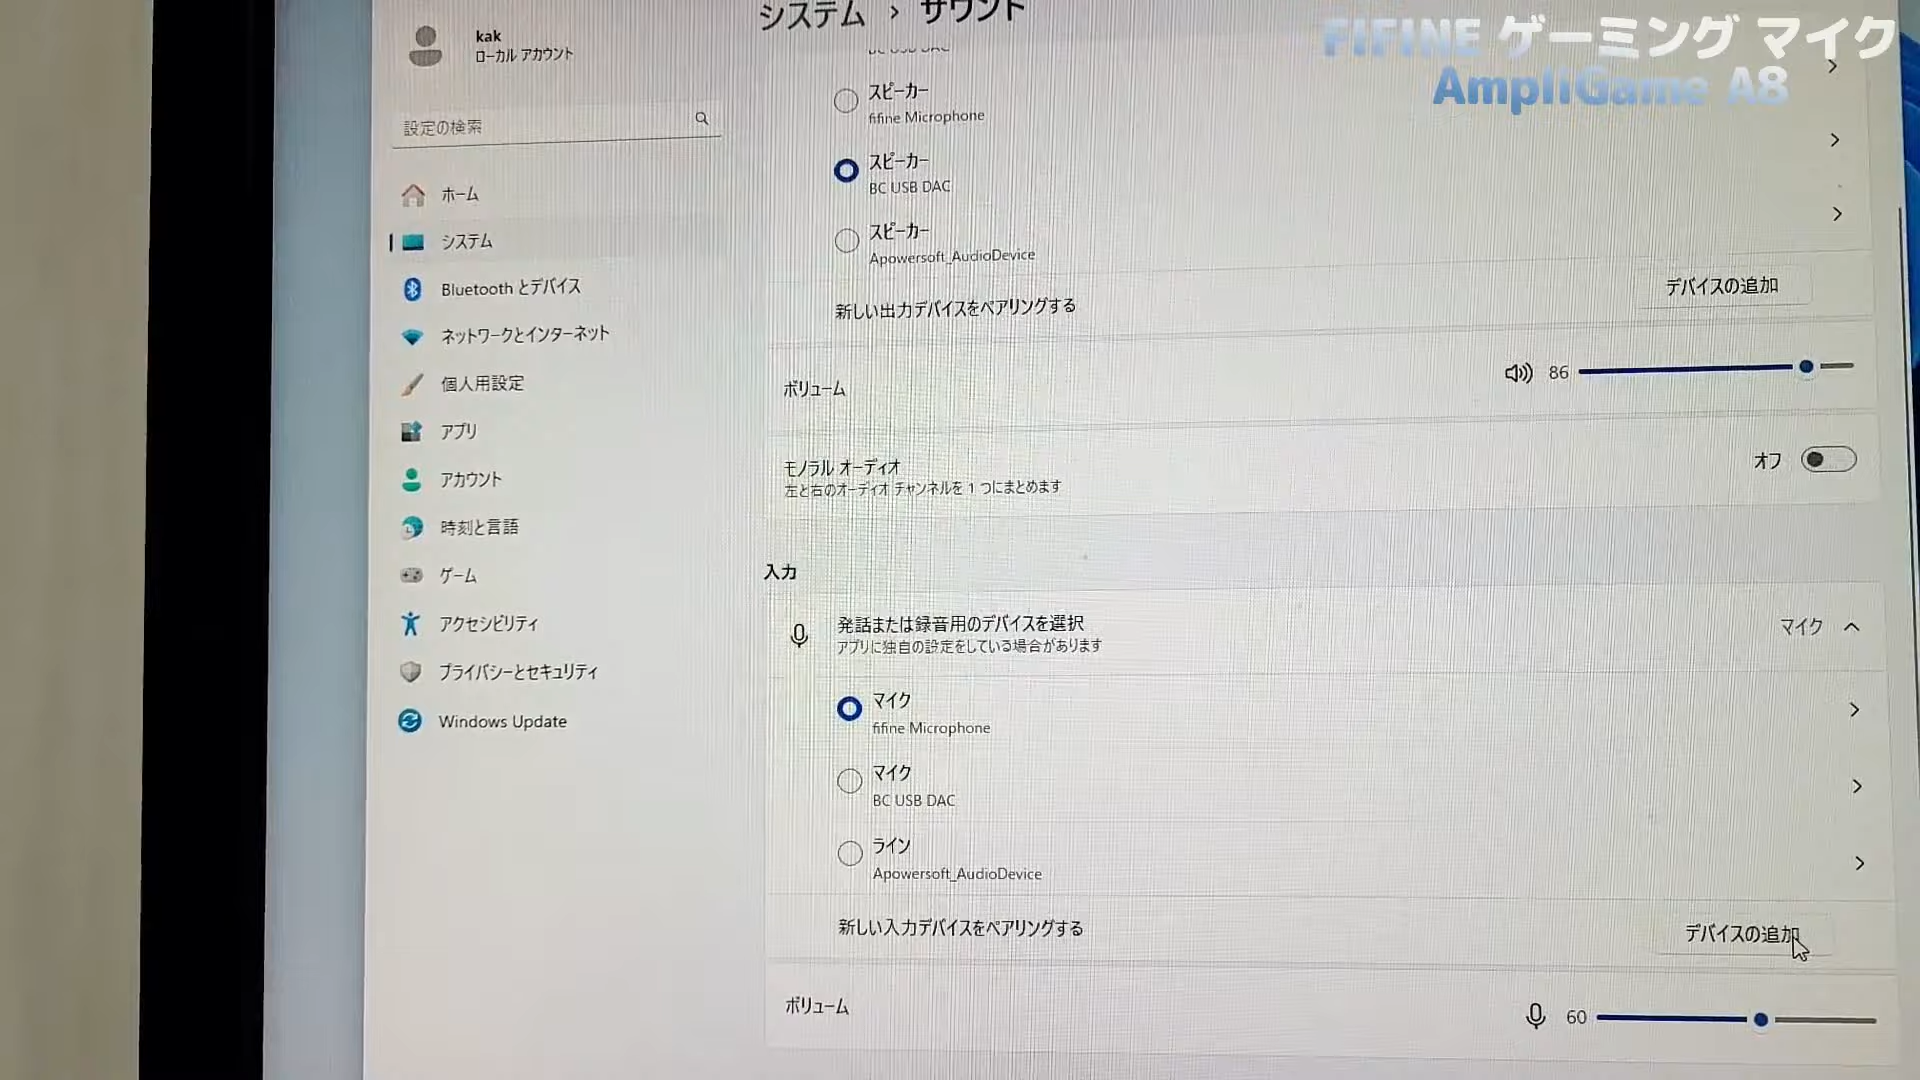 システム › サウンド
FIFINE ゲーミング マイク
AmpliGame A8
kak
ローカル アカウント
設定の検索
ホーム
システム
Bluetooth とデバイス
ネットワークとインターネット
個人用設定
アプリ
アカウント
時刻と言語
ゲーム
アクセシビリティ
プライバシーとセキュリティ
Windows Update
BC USB DAC
スピーカー
fifine Microphone
スピーカー
BC USB DAC
スピーカー
Apowersoft_AudioDevice
新しい出力デバイスをペアリングする
デバイスの追加
ボリューム
86
モノラル オーディオ
左と右のオーディオ チャンネルを 1 つにまとめます
オフ
入力
発話または録音用のデバイスを選択
アプリに独自の設定をしている場合があります
マイク
マイク
fifine Microphone
マイク
BC USB DAC
ライン
Apowersoft_AudioDevice
新しい入力デバイスをペアリングする
デバイスの追加
ボリューム
60